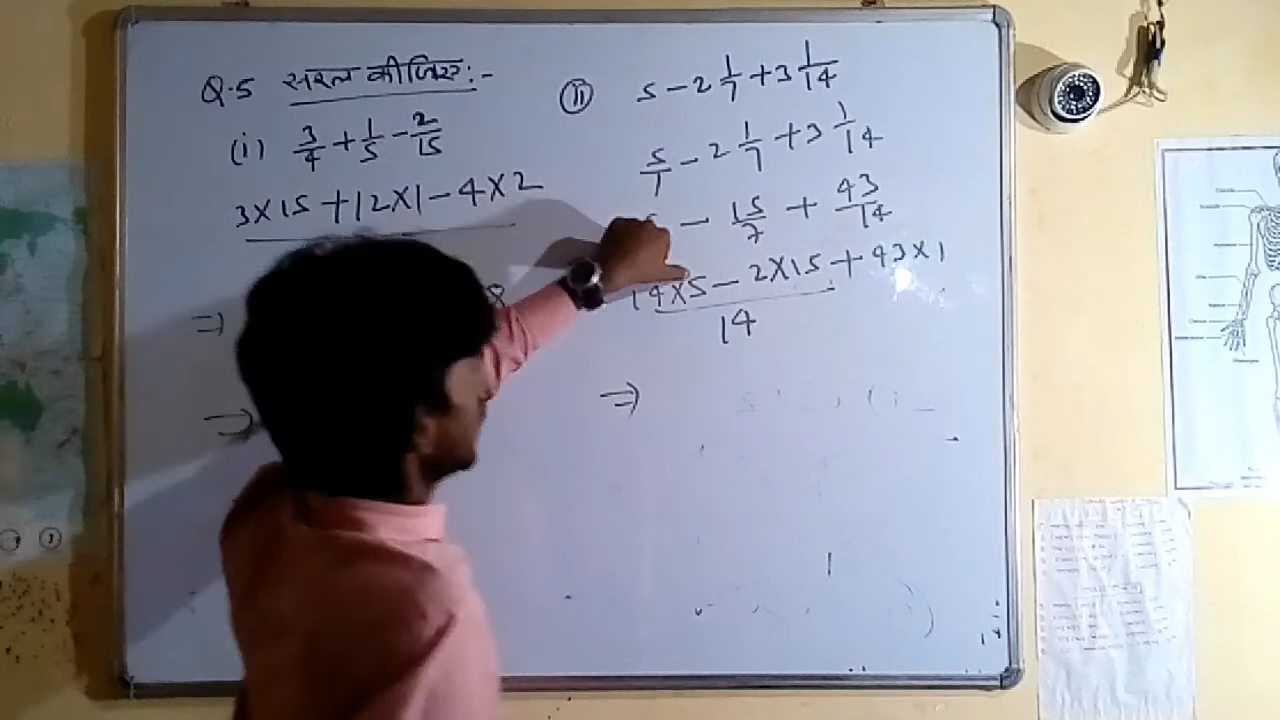 Q.5 सरल कीजिए :-
(i) 3/4 + 1/5 - 2/15
3×15 + 12×1 - 4×2
⇒ 8
⇒
(ii) 5 - 2 1/7 + 3 1/14
5/1 - 2 1/7 + 3 1/14
- 15/7 + 43/14
14×5 - 2×15 + 43×1
14
⇒